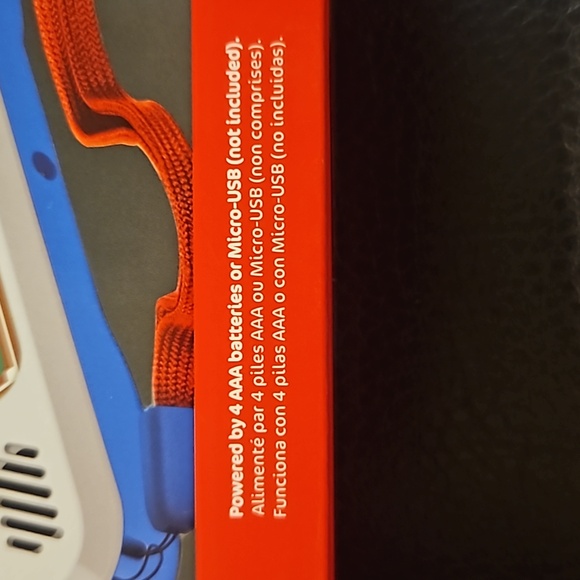 Powered by 4 AAA batteries or Micro-USB (not included).
Alimenté par 4 piles AAA ou Micro-USB (non comprises).
Funciona con 4 pilas AAA o con Micro-USB (no incluidas).